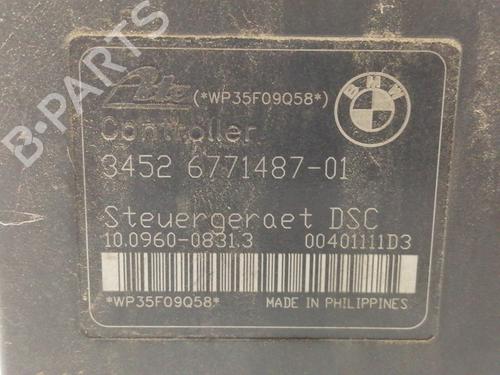 B-PARTS
Ate (*WP35F09Q58*)
BMW
Controller
3452 6771487-01
Steuergeraet DSC
10.0960-0831.3 00401111D3
*WP35F09Q58* MADE IN PHILIPPINES